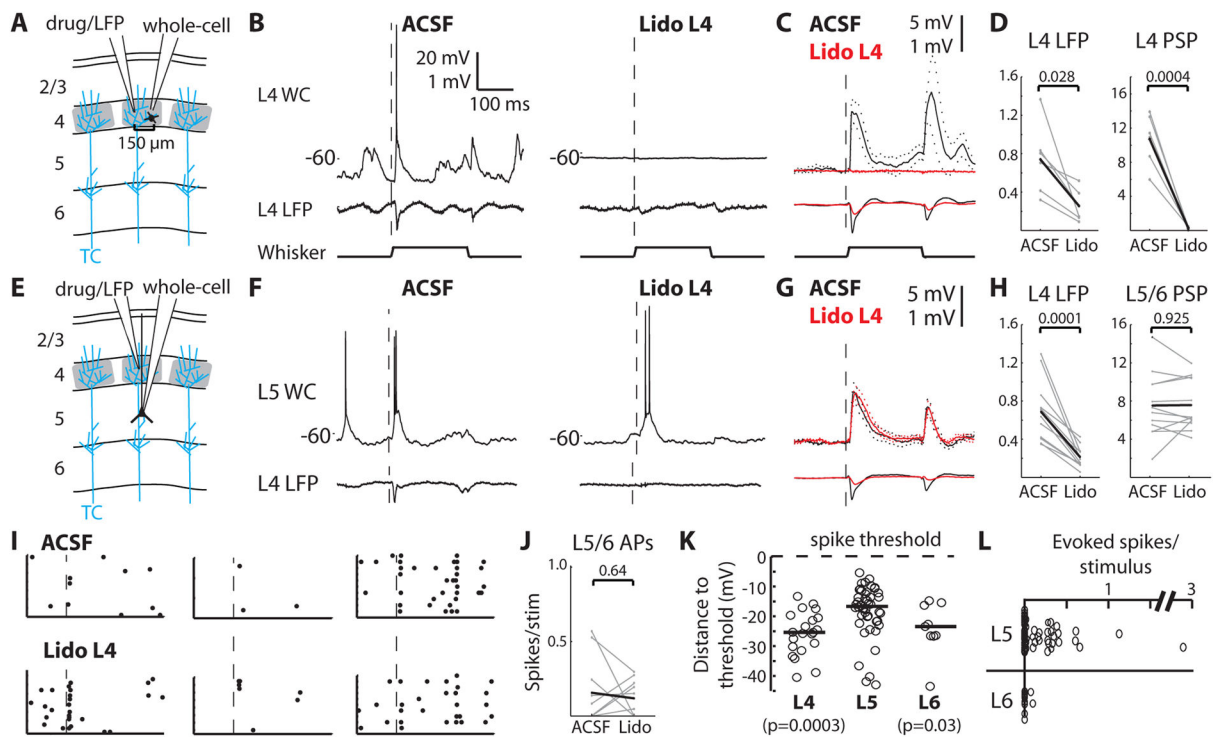 A
drug/LFP
whole-cell
2/3
4
150 µm
5
6
TC
B
ACSF
Lido L4
20 mV
1 mV
100 ms
L4 WC
-60
-60
L4 LFP
Whisker
C
ACSF
Lido L4
5 mV
1 mV
D
L4 LFP
L4 PSP
1.6
0.028
1.2
0.8
0.4
ACSF Lido
0.0004
16
12
8
4
ACSF Lido
E
drug/LFP
whole-cell
2/3
4
5
6
TC
F
ACSF
Lido L4
L5 WC
-60
-60
L4 LFP
G
ACSF
Lido L4
5 mV
1 mV
H
L4 LFP
L5/6 PSP
1.6
0.0001
1.2
0.8
0.4
ACSF Lido
0.925
16
12
8
4
ACSF Lido
I
ACSF
Lido L4
J
L5/6 APs
1.0
0.64
0.5
0
Spikes/stim
ACSF Lido
K
spike threshold
Distance to
threshold (mV)
0
-10
-20
-30
-40
L4 L5 L6
(p=0.0003) (p=0.03)
L
Evoked spikes/
stimulus
0 1 3
L5
L6